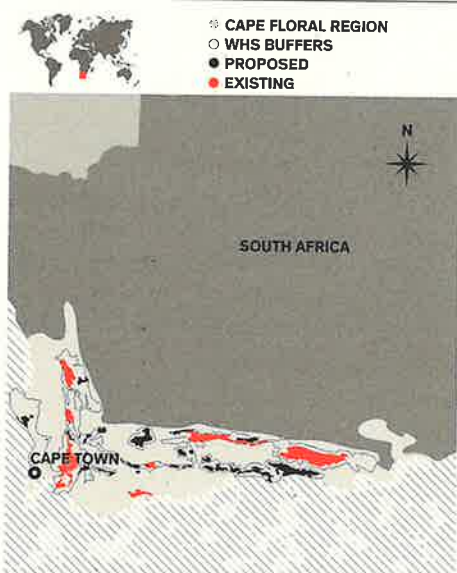 CAPE FLORAL REGION
WHS BUFFERS
PROPOSED
EXISTING
N
SOUTH AFRICA
CAPE TOWN